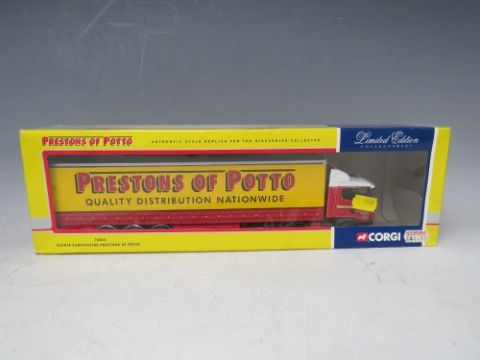 PRESTONS OF POTTO
AUTHENTIC SCALE REPLICA FOR THE DISCERNING COLLECTOR
Limited Edition
COLLECTABLES
PRESTONS OF POTTO
QUALITY DISTRIBUTION NATIONWIDE
CORGI